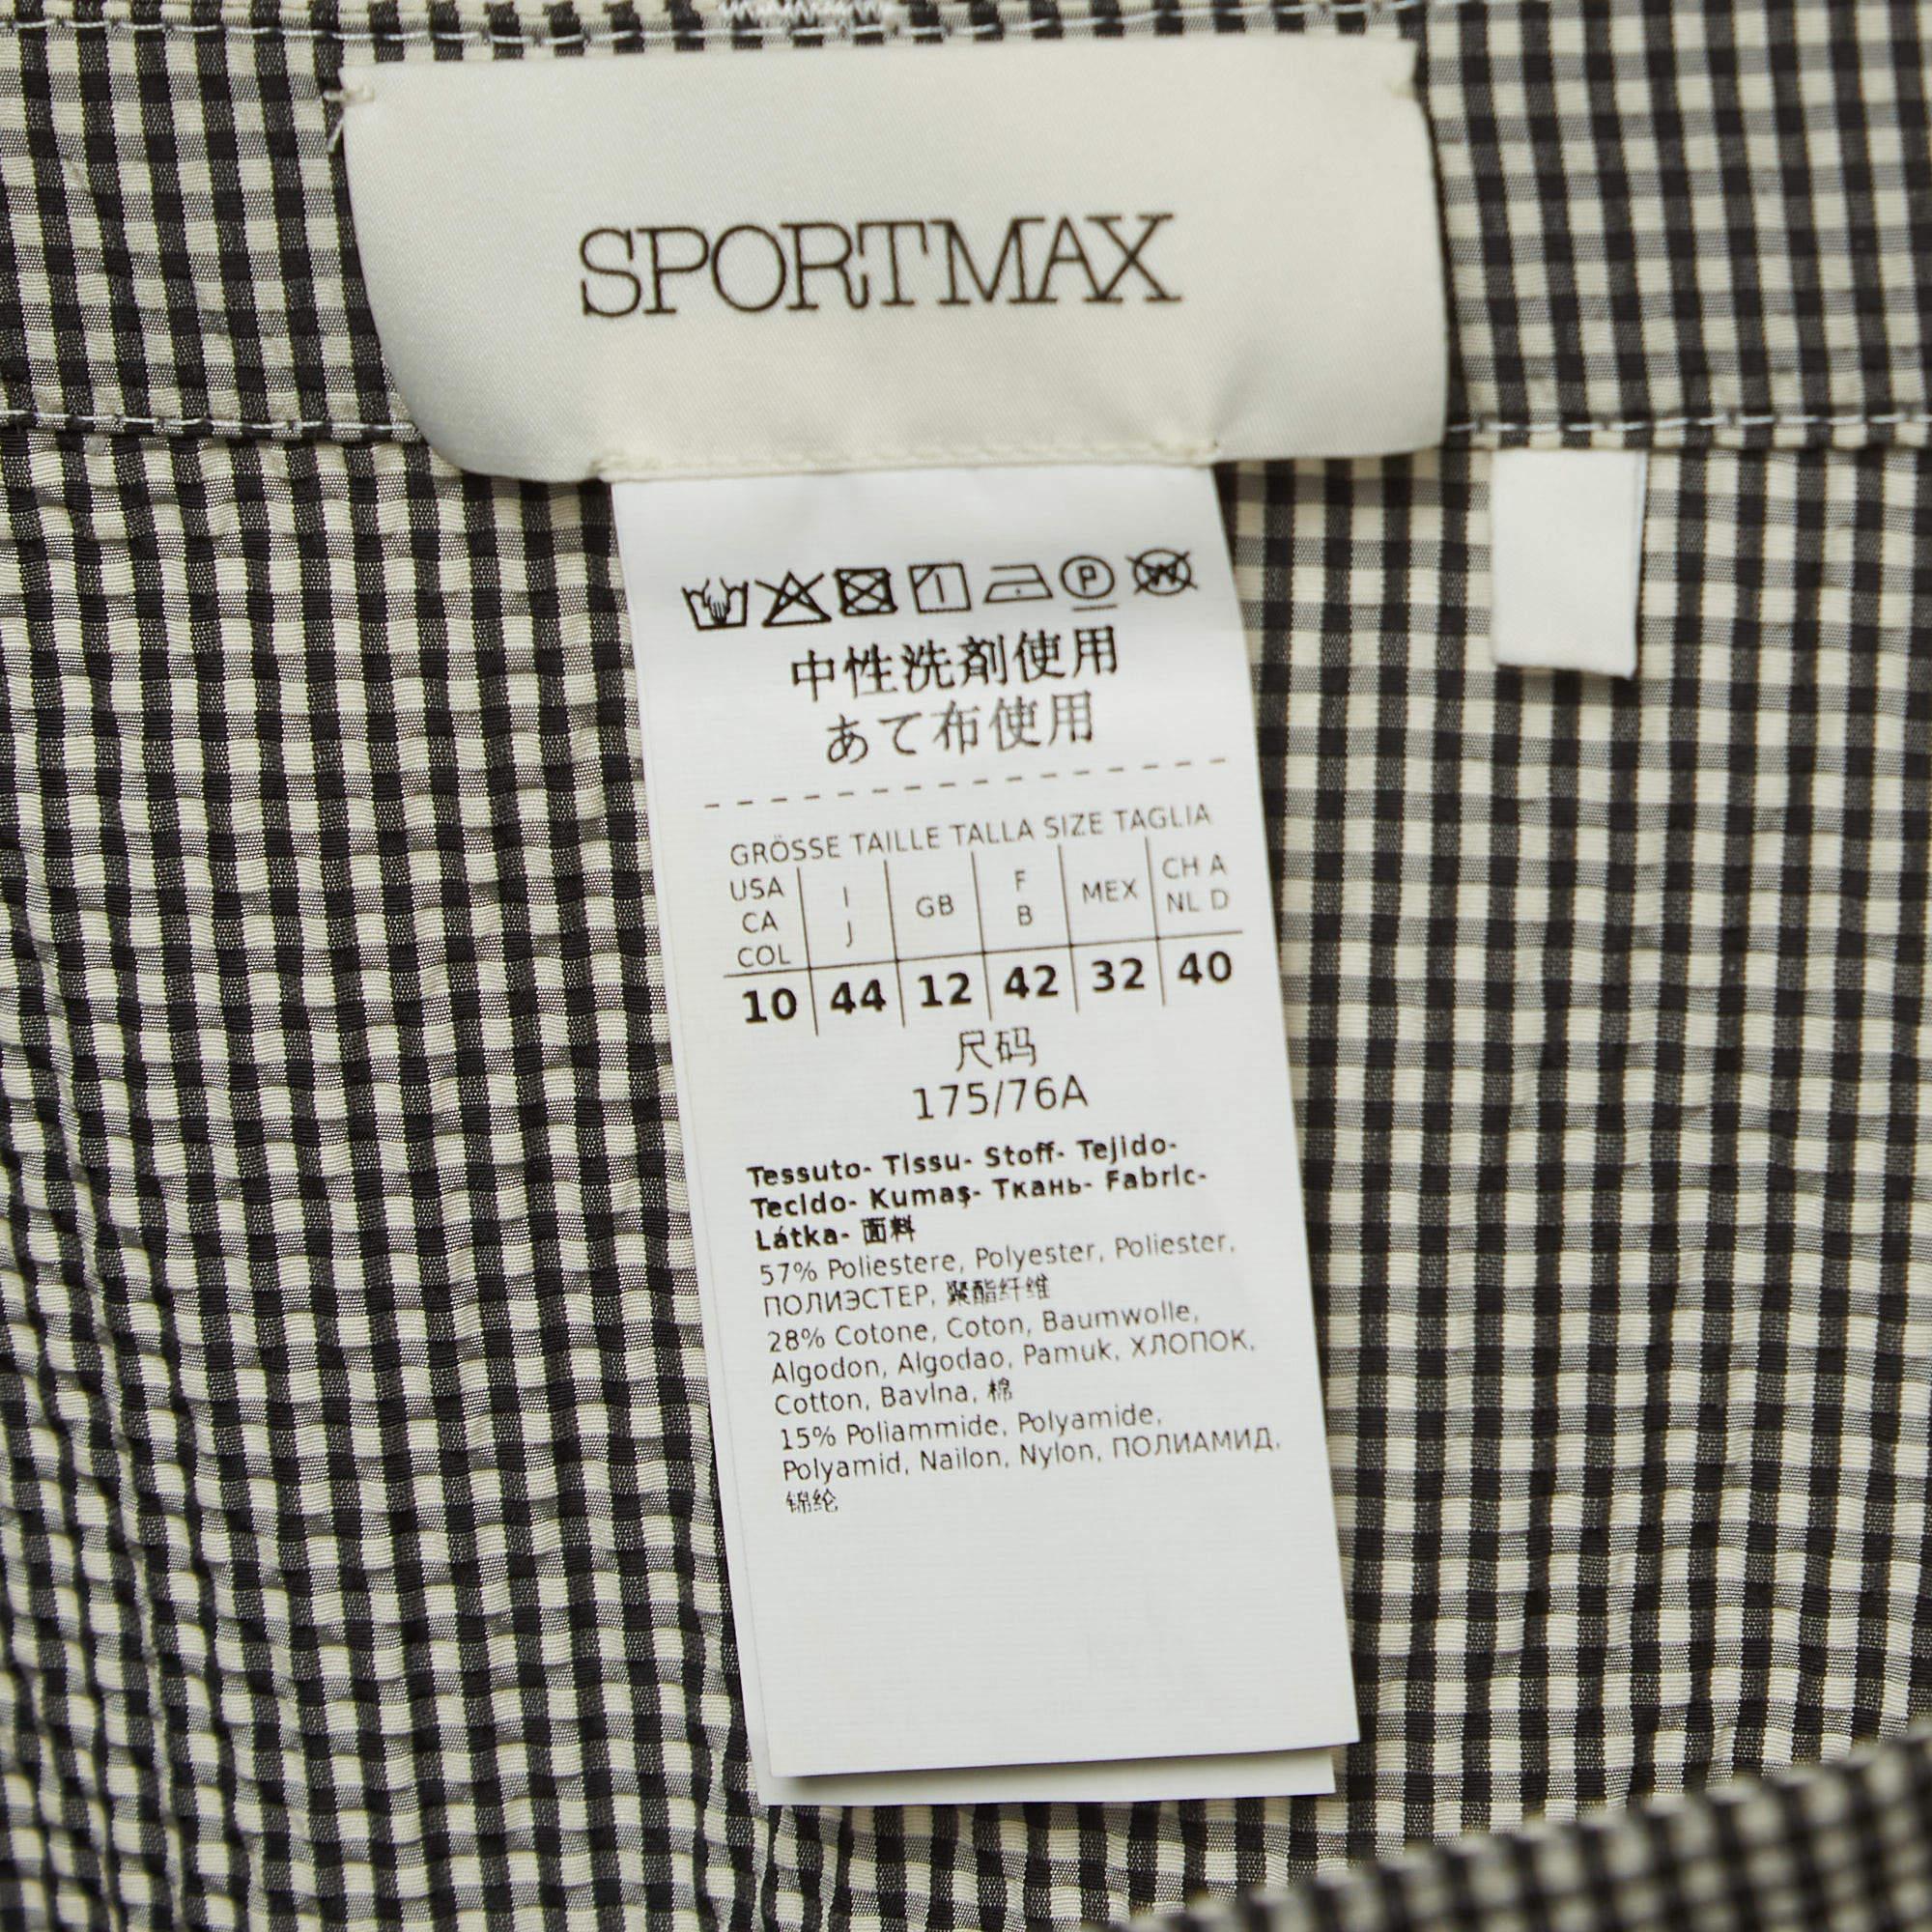 SPORTMAX
P W
中性洗剤使用
あて布使用
GRÖSSE TAILLE TALLA SIZE TAGLIA
USA CA COL I J GB F B MEX CH A NL D
10 44 12 42 32 40
尺码
175/76A
Tessuto- Tissu- Stoff- Tejido-
Tecido- Kumaş- Ткань- Fabric-
Látka- 面料
57% Poliestere, Polyester, Poliester,
ПОЛИЭСТЕР, 聚酯纤维
28% Cotone, Coton, Baumwolle,
Algodon, Algodao, Pamuk, ХЛОПОК,
Cotton, Bavlna, 棉
15% Poliammide, Polyamide,
Polyamid, Nailon, Nylon, ПОЛИАМИД,
锦纶